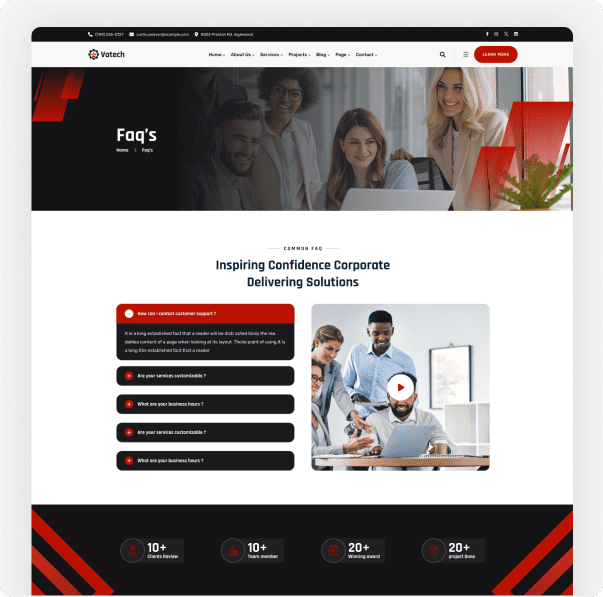 (704) 555-0127 curtis.weaver@example.com 8502 Preston Rd. Inglewood
Vatech Home About Us Services Projects Blog Page Contact LEARN MORE
Faq's
Home Faq's
COMMON FAQ
Inspiring Confidence Corporate
Delivering Solutions
How can i contact customer support ?
It is a long established fact that a reader will be distr acted bioiy the rea
dables content of a page when looking at its layout. Thoie point of using it is
a long this established fact that a reader
Are your services customizable ?
What are your business hours ?
Are your services customizable ?
What are your business hours ?
10+
Clients Review
10+
Team member
20+
Winning award
20+
project Done